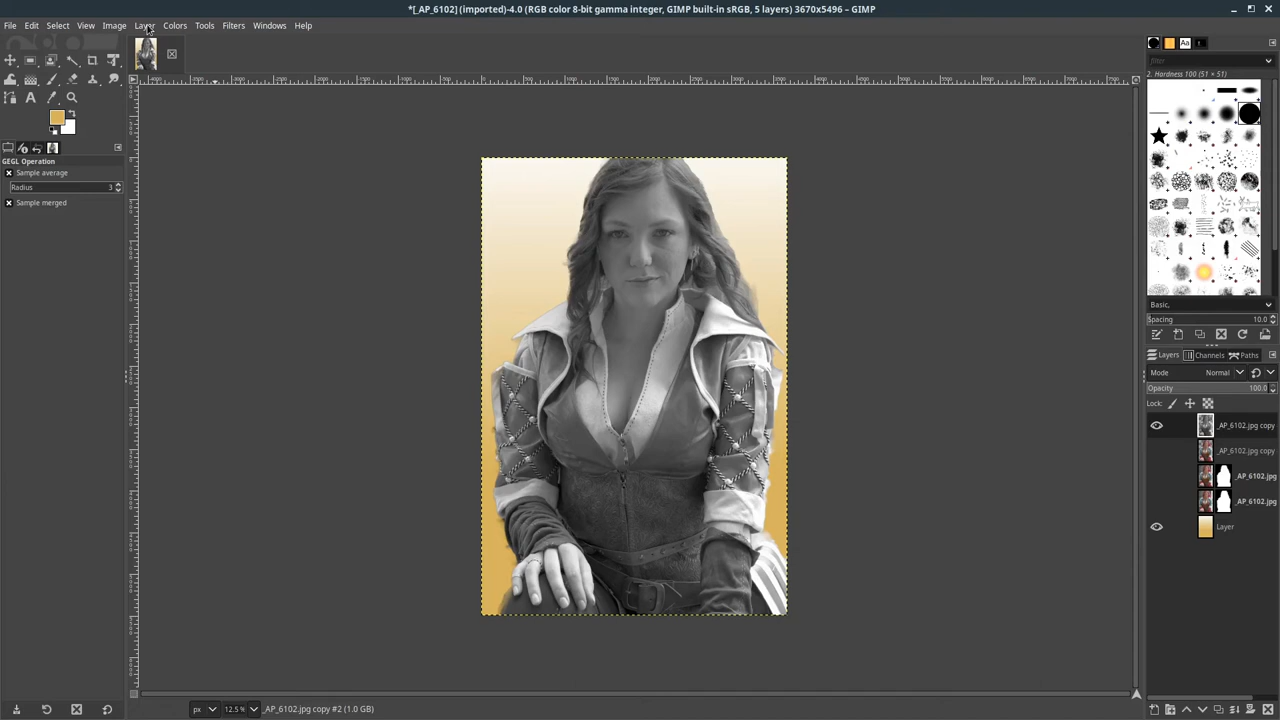 *[_AP_6102] (imported)-4.0 (RGB color 8-bit gamma integer, GIMP built-in sRGB, 5 layers) 3670x5496 – GIMP
File Edit Select View Image Layer Colors Tools Filters Windows Help
filter
2. Hardness 100 (51 × 51)
GEGL Operation
Sample average
Radius 3
Sample merged
Basic,
Spacing 10.0
Layers Channels Paths
Mode Normal
Opacity 100.0
Lock:
_AP_6102.jpg copy
_AP_6102.jpg copy
_AP_6102.jpg
_AP_6102.jpg
Layer
px 12.5% _AP_6102.jpg copy #2 (1.0 GB)